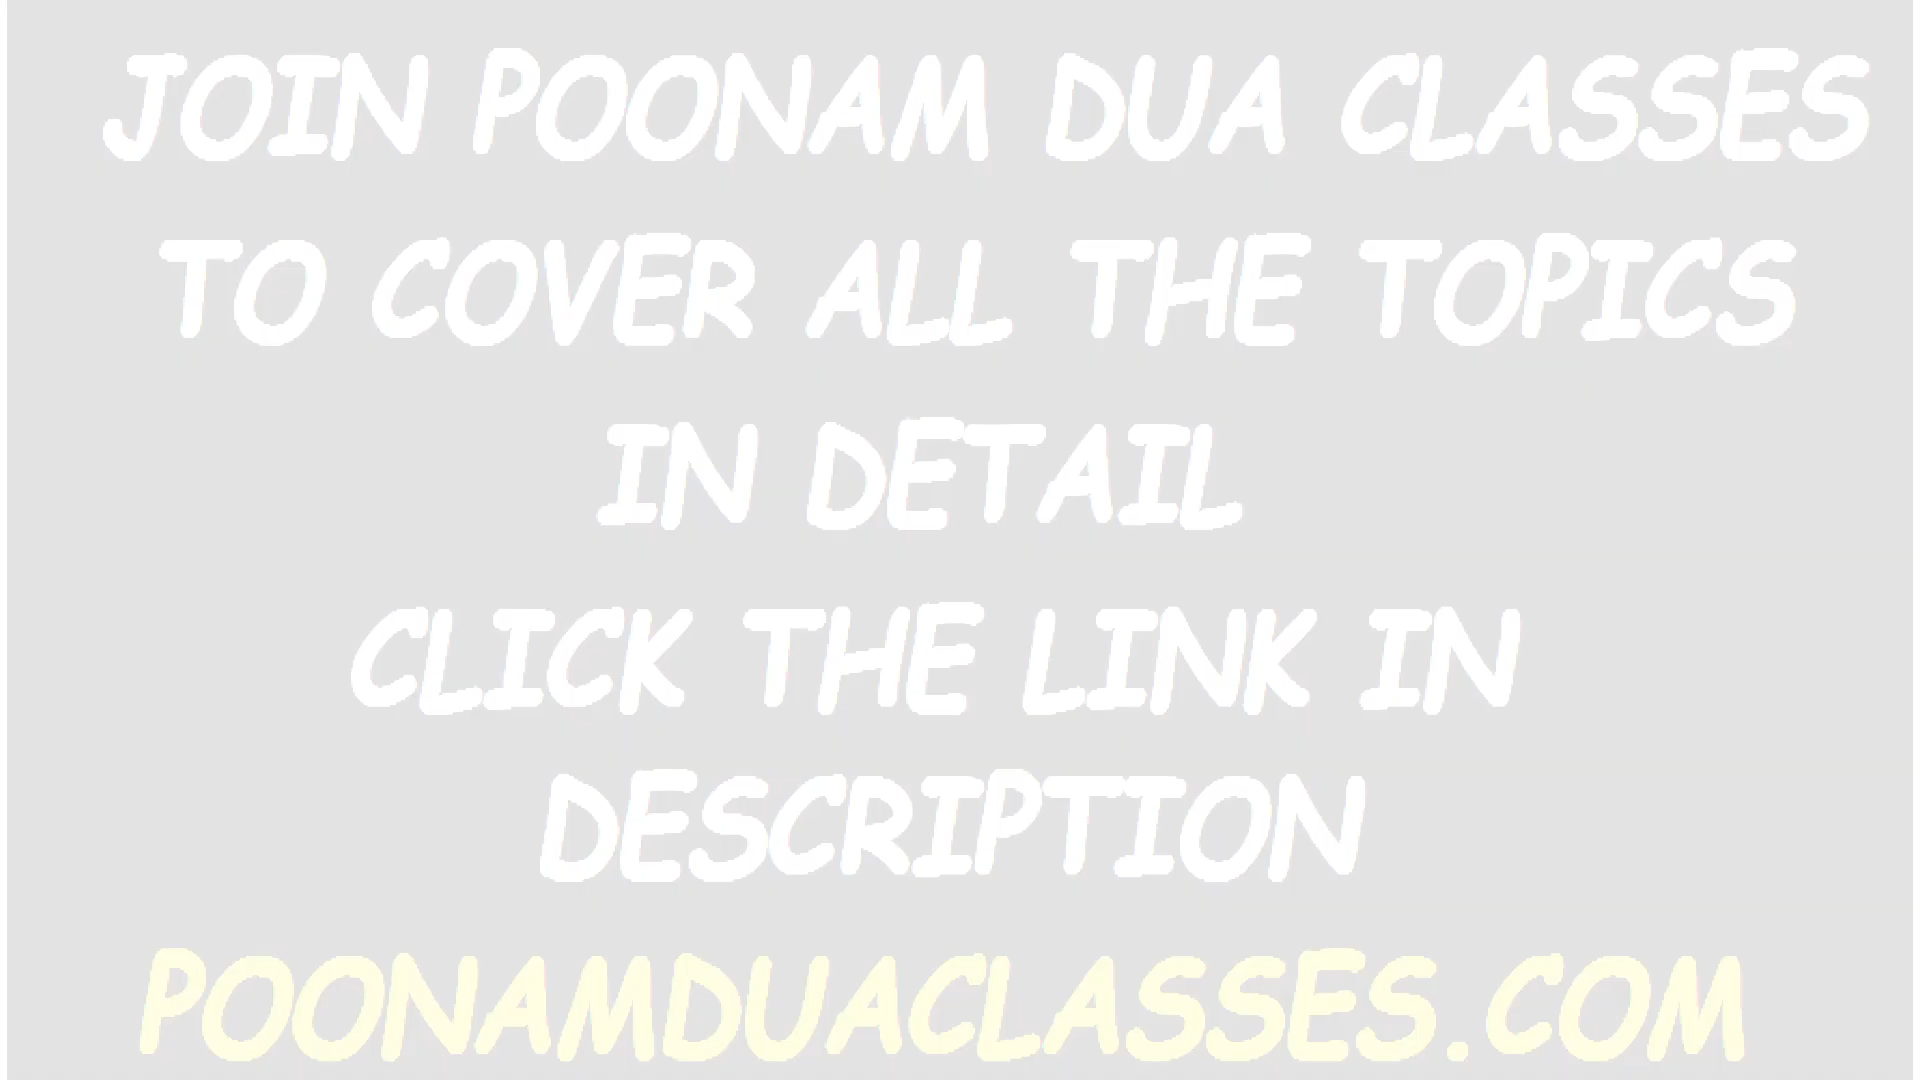 JOIN POONAM DUA CLASSES
TO COVER ALL THE TOPICS
IN DETAIL
CLICK THE LINK IN
DESCRIPTION
POONAMDUACLASSES.COM